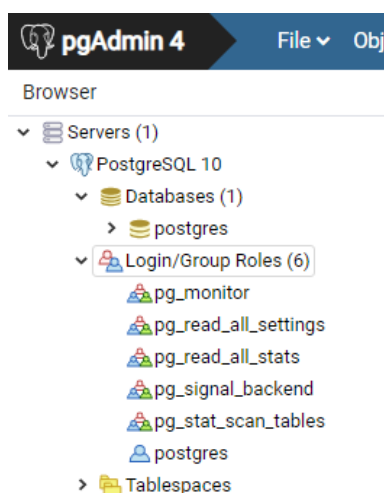 pgAdmin 4 File Obj
Browser
Servers (1)
PostgreSQL 10
Databases (1)
postgres
Login/Group Roles (6)
pg_monitor
pg_read_all_settings
pg_read_all_stats
pg_signal_backend
pg_stat_scan_tables
postgres
Tablespaces